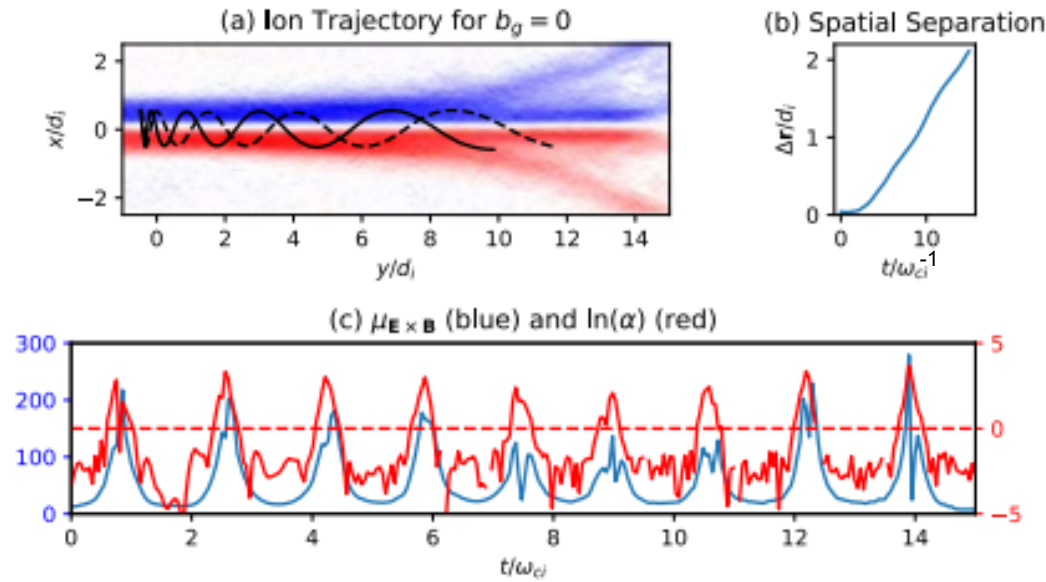 (a) Ion Trajectory for b_g = 0
(b) Spatial Separation
2
0
−2
x/d_i
0 2 4 6 8 10 12 14
y/d_i
2
1
0
Δr/d_i
0 10
t/ω_ci^-1
(c) μ_E×B (blue) and ln(α) (red)
300
200
100
0
5
0
−5
0 2 4 6 8 10 12 14
t/ω_ci